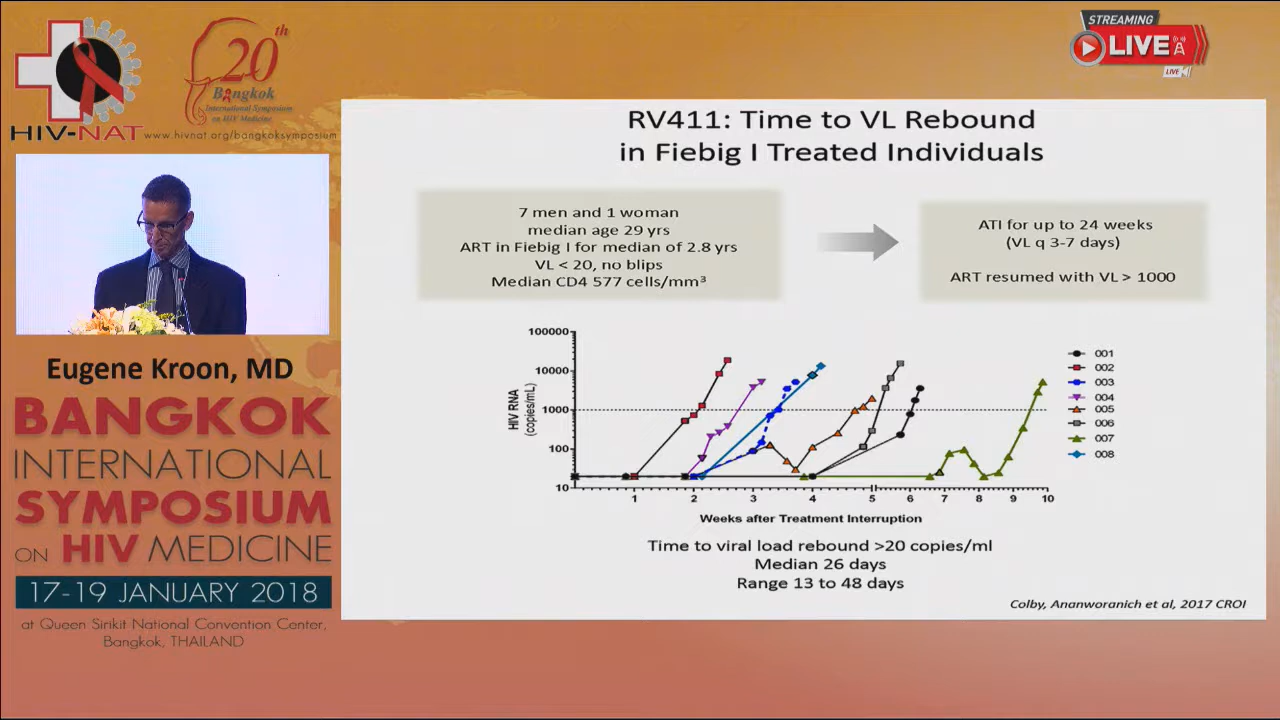 HIV-NAT
20th
Bangkok
International Symposium
on HIV Medicine
www.hivnat.org/bangkoksymposium
STREAMING
LIVE
LIVE
Eugene Kroon, MD
BANGKOK
INTERNATIONAL
SYMPOSIUM
ON HIV MEDICINE
17-19 JANUARY 2018
at Queen Sirikit National Convention Center,
Bangkok, THAILAND
RV411: Time to VL Rebound
in Fiebig I Treated Individuals
7 men and 1 woman
median age 29 yrs
ART in Fiebig I for median of 2.8 yrs
VL < 20, no blips
Median CD4 577 cells/mm³
ATI for up to 24 weeks
(VL q 3-7 days)
ART resumed with VL > 1000
HIV RNA
(copies/mL)
100000
10000
1000
100
10
1 2 3 4 5 6 7 8 9 10
Weeks after Treatment Interruption
001
002
003
004
005
006
007
008
Time to viral load rebound >20 copies/ml
Median 26 days
Range 13 to 48 days
Colby, Ananworanich et al, 2017 CROI